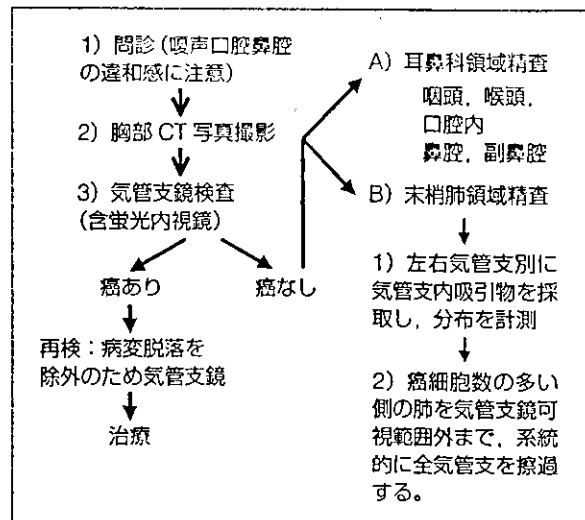 1）問診（嗄声口腔鼻腔
の違和感に注意）
2）胸部 CT 写真撮影
3）気管支鏡検査
（含蛍光内視鏡）
癌あり
癌なし
再検：病変脱落を
除外のため気管支鏡
治療
A）耳鼻科領域精査
咽頭，喉頭，
口腔内
鼻腔，副鼻腔
B）末梢肺領域精査
1）左右気管支別に
気管支内吸引物を採
取し，分布を計測
2）癌細胞数の多い
側の肺を気管支鏡可
視範囲外まで，系統
的に全気管支を擦過
する。